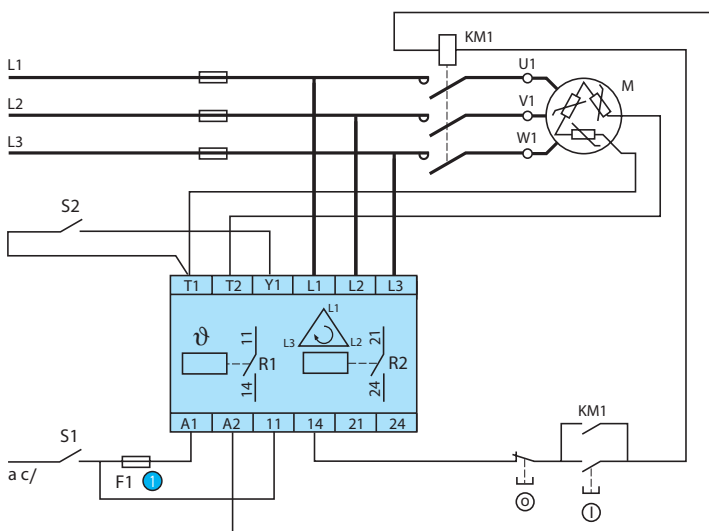 KM1
L1
U1
M
L2
V1
L3
W1
S2
T1 T2 Y1 L1 L2 L3
ϑ
11
14
R1
L1
L3
L2
21
24
R2
A1 A2 11 14 21 24
S1
a c/
F1 1
KM1
O
I